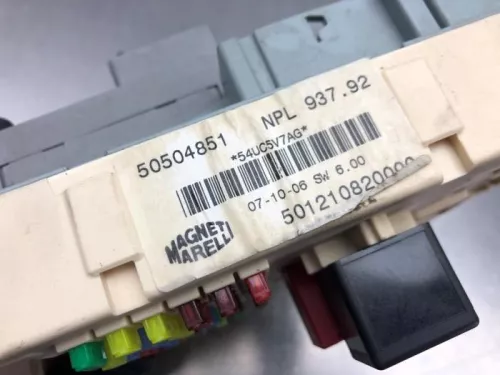 50504851 NPL 937.92
*54UC5V7AG*
07-10-06 SW 6.00
MAGNETI
MARELLI